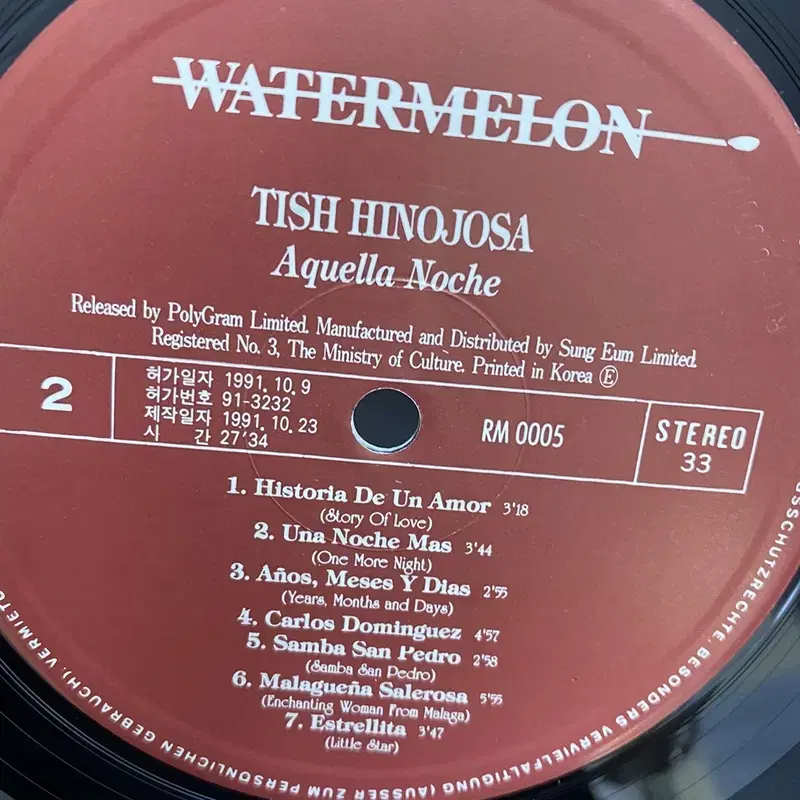 WATERMELON
TISH HINOJOSA
Aquella Noche
Released by PolyGram Limited. Manufactured and Distributed by Sung Eum Limited.
Registered No. 3, The Ministry of Culture. Printed in Korea Ⓔ
2
허가일자 1991. 10. 9
허가번호 91-3232
제작일자 1991. 10. 23
시 간 27'34
RM 0005
STEREO
33
1. Historia De Un Amor 3'18
(Story Of Love)
2. Una Noche Mas 3'44
(One More Night)
3. Años, Meses Y Dias 2'55
(Years, Months and Days)
4. Carlos Dominguez 4'57
5. Samba San Pedro 2'58
(Samba San Pedro)
6. Malagueña Salerosa 5'55
(Enchanting Woman From Malaga)
7. Estrellita 3'47
(Little Star)
USSCHUTZRECHTE, BESONDERS VERVIELFÄLTIGUNG (AUSSER ZUM PERSÖNLICHEN GEBRAUCH), VERMIET